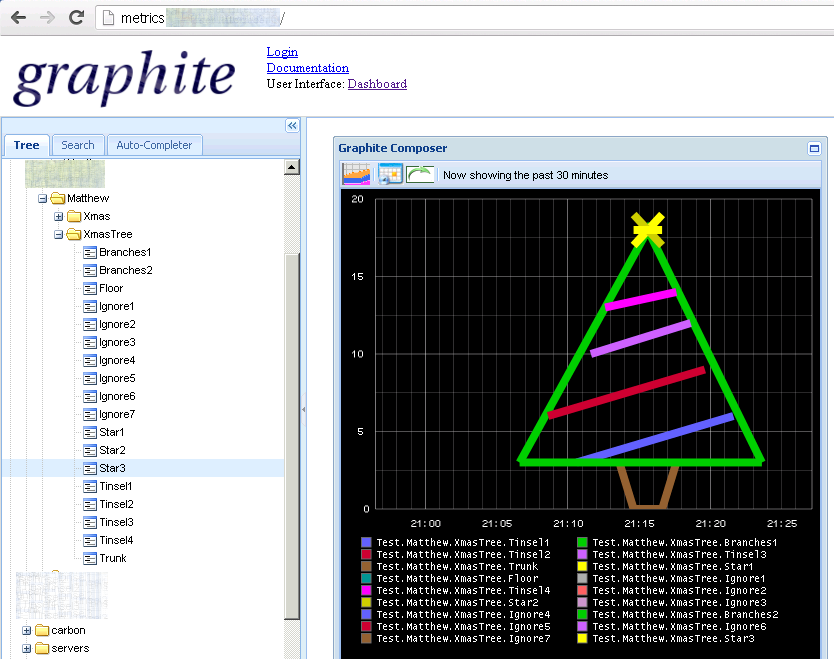 metrics /
graphite
Login
Documentation
User Interface: Dashboard
Tree Search Auto-Completer
Matthew
Xmas
XmasTree
Branches1
Branches2
Floor
Ignore1
Ignore2
Ignore3
Ignore4
Ignore5
Ignore6
Ignore7
Star1
Star2
Star3
Tinsel1
Tinsel2
Tinsel3
Tinsel4
Trunk
carbon
servers
Graphite Composer
Now showing the past 30 minutes
20
15
10
5
0
21:00 21:05 21:10 21:15 21:20 21:25
Test.Matthew.XmasTree.Tinsel1 Test.Matthew.XmasTree.Branches1
Test.Matthew.XmasTree.Tinsel2 Test.Matthew.XmasTree.Tinsel3
Test.Matthew.XmasTree.Trunk Test.Matthew.XmasTree.Star1
Test.Matthew.XmasTree.Floor Test.Matthew.XmasTree.Ignore1
Test.Matthew.XmasTree.Tinsel4 Test.Matthew.XmasTree.Ignore2
Test.Matthew.XmasTree.Star2 Test.Matthew.XmasTree.Ignore3
Test.Matthew.XmasTree.Ignore4 Test.Matthew.XmasTree.Branches2
Test.Matthew.XmasTree.Ignore5 Test.Matthew.XmasTree.Ignore6
Test.Matthew.XmasTree.Ignore7 Test.Matthew.XmasTree.Star3